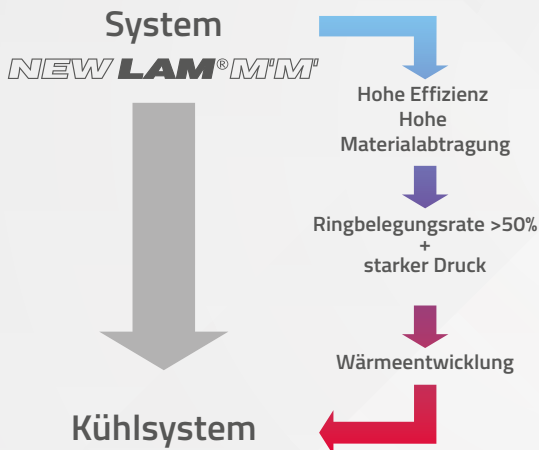 System
NEW LAM® M'M'
Hohe Effizienz
Hohe
Materialabtragung
Ringbelegungsrate >50%
+
starker Druck
Wärmeentwicklung
Kühlsystem